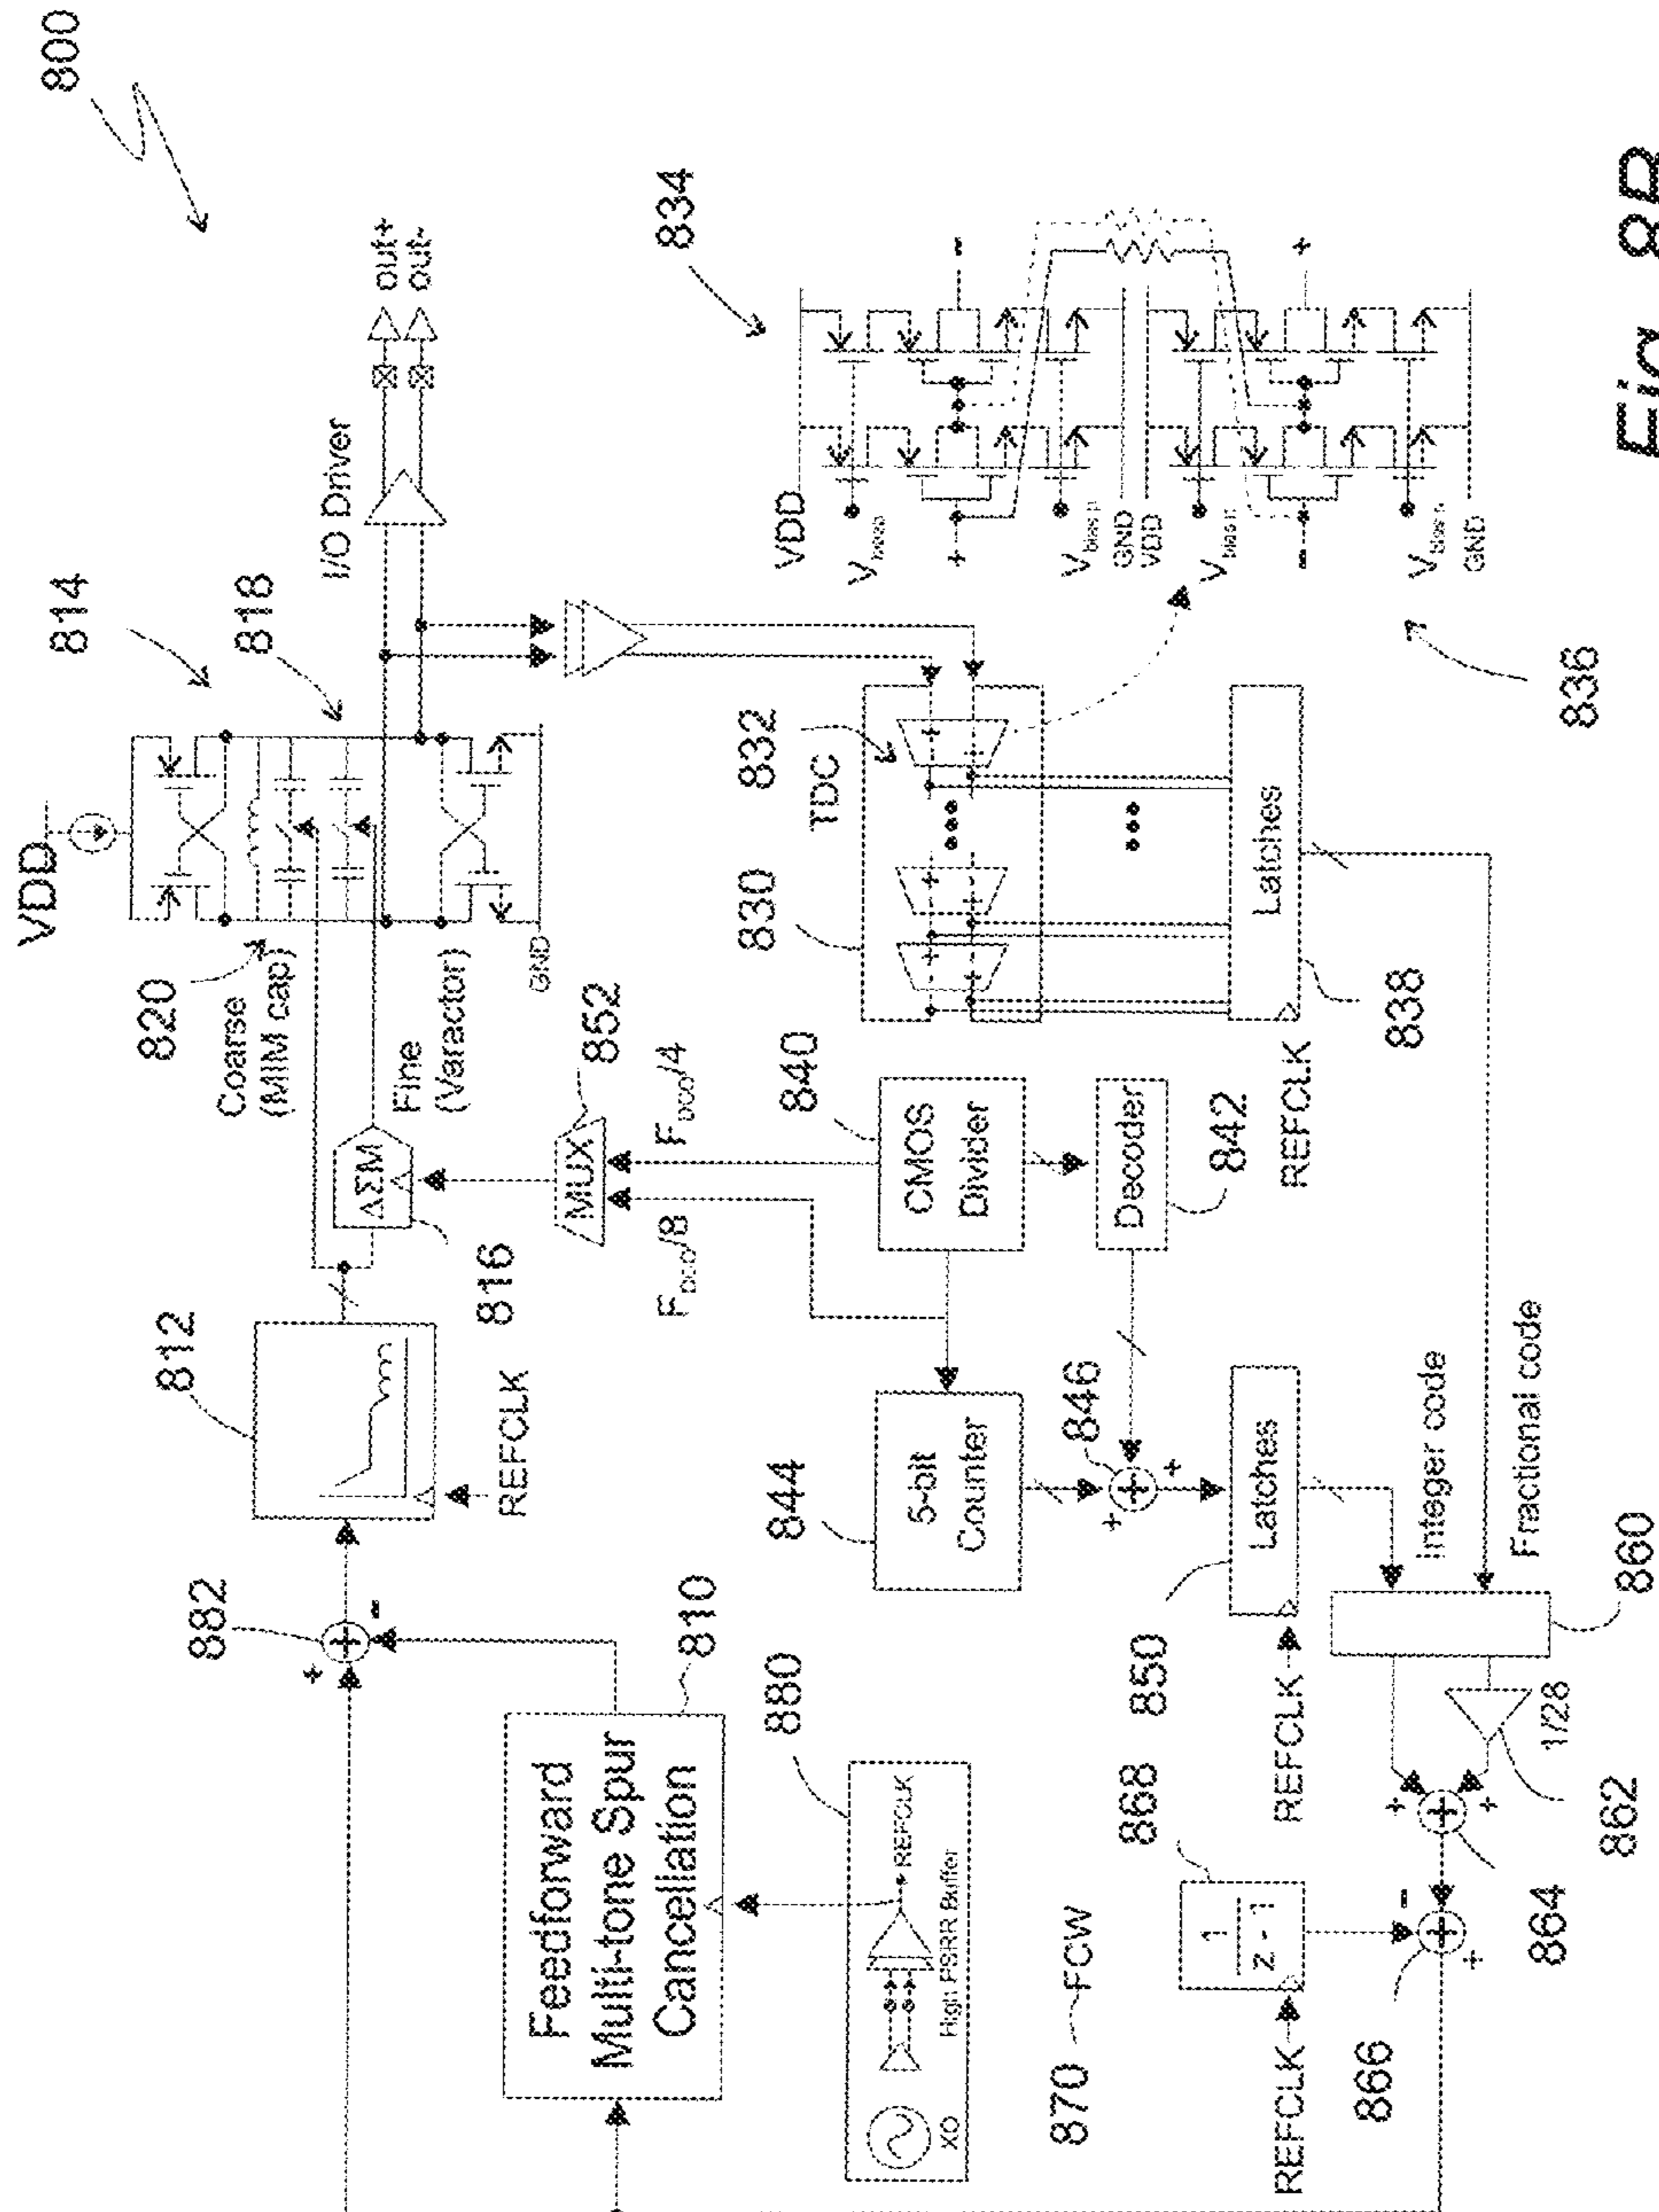 800
VDD
814
818
820
Coarse
(MIM cap)
Fine
(Varactor)
GND
I/O Driver
out+
out-
812
REFCLK
882
+
-
816
ΔΣM
MUX
852
F_DCO/8
F_DCO/4
Feedforward
Multi-tone Spur
Cancellation
810
880
XO
High PSRR Buffer
REFCLK
844
5-bit
Counter
840
CMOS
Divider
Decoder
842
846
+
+
830
TDC
832
Latches
838
REFCLK
834
VDD
+
-
GND
VDD
-
+
V_bias n
GND
836
850
Latches
REFCLK
Integer code
Fractional code
860
1/28
862
+
+
864
868
1
z - 1
REFCLK
870
FCW
866
-
+
Fig. 8B